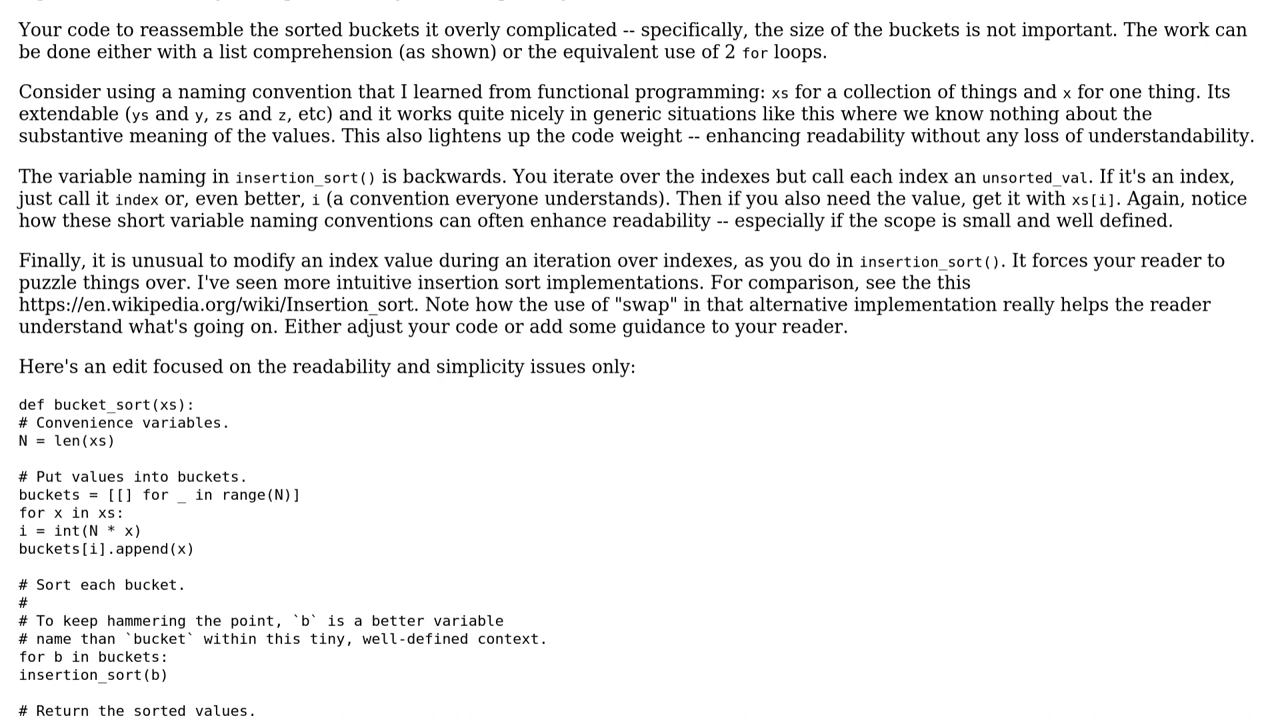 Your code to reassemble the sorted buckets it overly complicated -- specifically, the size of the buckets is not important. The work can
be done either with a list comprehension (as shown) or the equivalent use of 2 for loops.
Consider using a naming convention that I learned from functional programming: xs for a collection of things and x for one thing. Its
extendable (ys and y, zs and z, etc) and it works quite nicely in generic situations like this where we know nothing about the
substantive meaning of the values. This also lightens up the code weight -- enhancing readability without any loss of understandability.
The variable naming in insertion_sort() is backwards. You iterate over the indexes but call each index an unsorted_val. If it's an index,
just call it index or, even better, i (a convention everyone understands). Then if you also need the value, get it with xs[i]. Again, notice
how these short variable naming conventions can often enhance readability -- especially if the scope is small and well defined.
Finally, it is unusual to modify an index value during an iteration over indexes, as you do in insertion_sort(). It forces your reader to
puzzle things over. I've seen more intuitive insertion sort implementations. For comparison, see the this
https://en.wikipedia.org/wiki/Insertion_sort. Note how the use of "swap" in that alternative implementation really helps the reader
understand what's going on. Either adjust your code or add some guidance to your reader.
Here's an edit focused on the readability and simplicity issues only:
def bucket_sort(xs):
# Convenience variables.
N = len(xs)
# Put values into buckets.
buckets = [[] for _ in range(N)]
for x in xs:
i = int(N * x)
buckets[i].append(x)
# Sort each bucket.
#
# To keep hammering the point, `b` is a better variable
# name than `bucket` within this tiny, well-defined context.
for b in buckets:
insertion_sort(b)
# Return the sorted values.